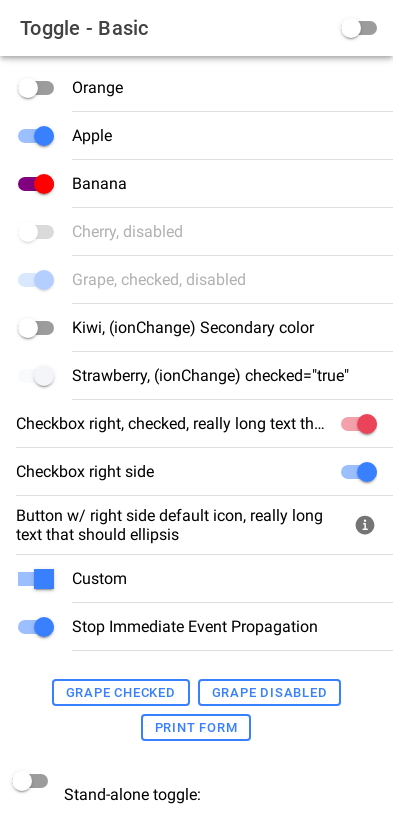 Toggle - Basic
Orange
Apple
Banana
Cherry, disabled
Grape, checked, disabled
Kiwi, (ionChange) Secondary color
Strawberry, (ionChange) checked="true"
Checkbox right, checked, really long text th...
Checkbox right side
Button w/ right side default icon, really long
text that should ellipsis
Custom
Stop Immediate Event Propagation
GRAPE CHECKED GRAPE DISABLED
PRINT FORM
Stand-alone toggle: